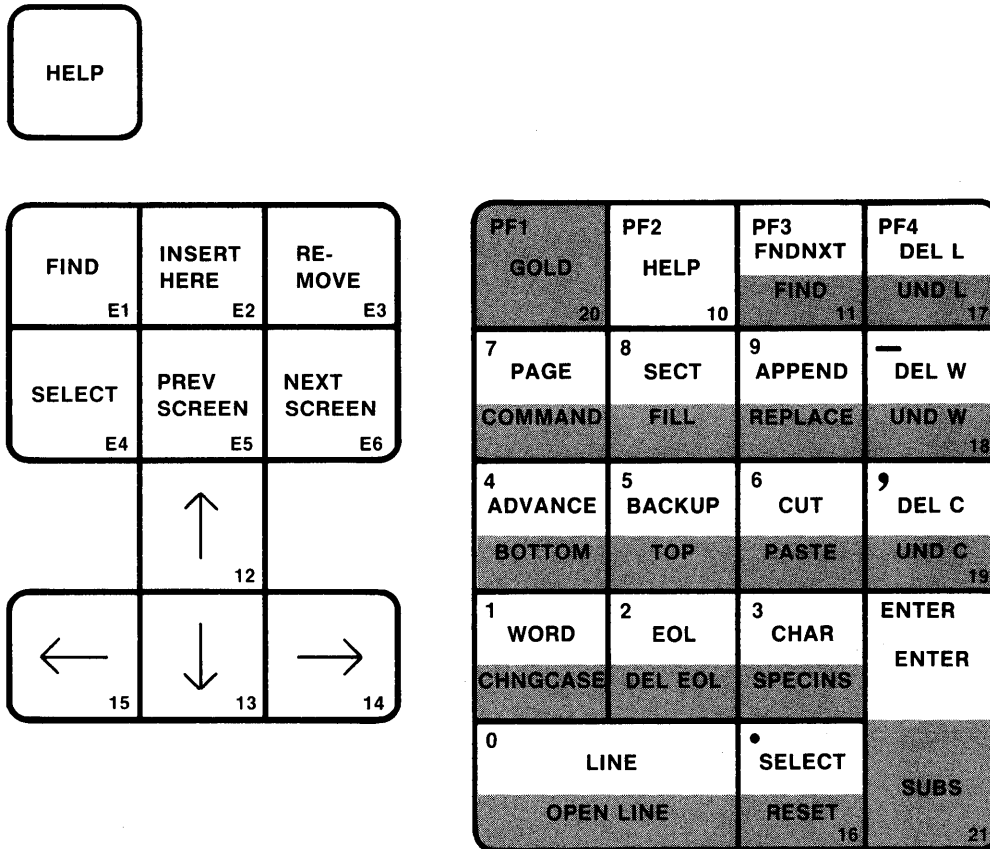 HELP
FIND
E1
INSERT
HERE
E2
RE-
MOVE
E3
SELECT
E4
PREV
SCREEN
E5
NEXT
SCREEN
E6
12
15
13
14
PF1
GOLD
20
PF2
HELP
10
PF3
FNDNXT
FIND
11
PF4
DEL L
UND L
17
7
PAGE
COMMAND
8
SECT
FILL
9
APPEND
REPLACE
—
DEL W
UND W
18
4
ADVANCE
BOTTOM
5
BACKUP
TOP
6
CUT
PASTE
,
DEL C
UND C
19
1
WORD
CHNGCASE
2
EOL
DEL EOL
3
CHAR
SPECINS
ENTER
ENTER
SUBS
21
0
LINE
OPEN LINE
•
SELECT
RESET
16